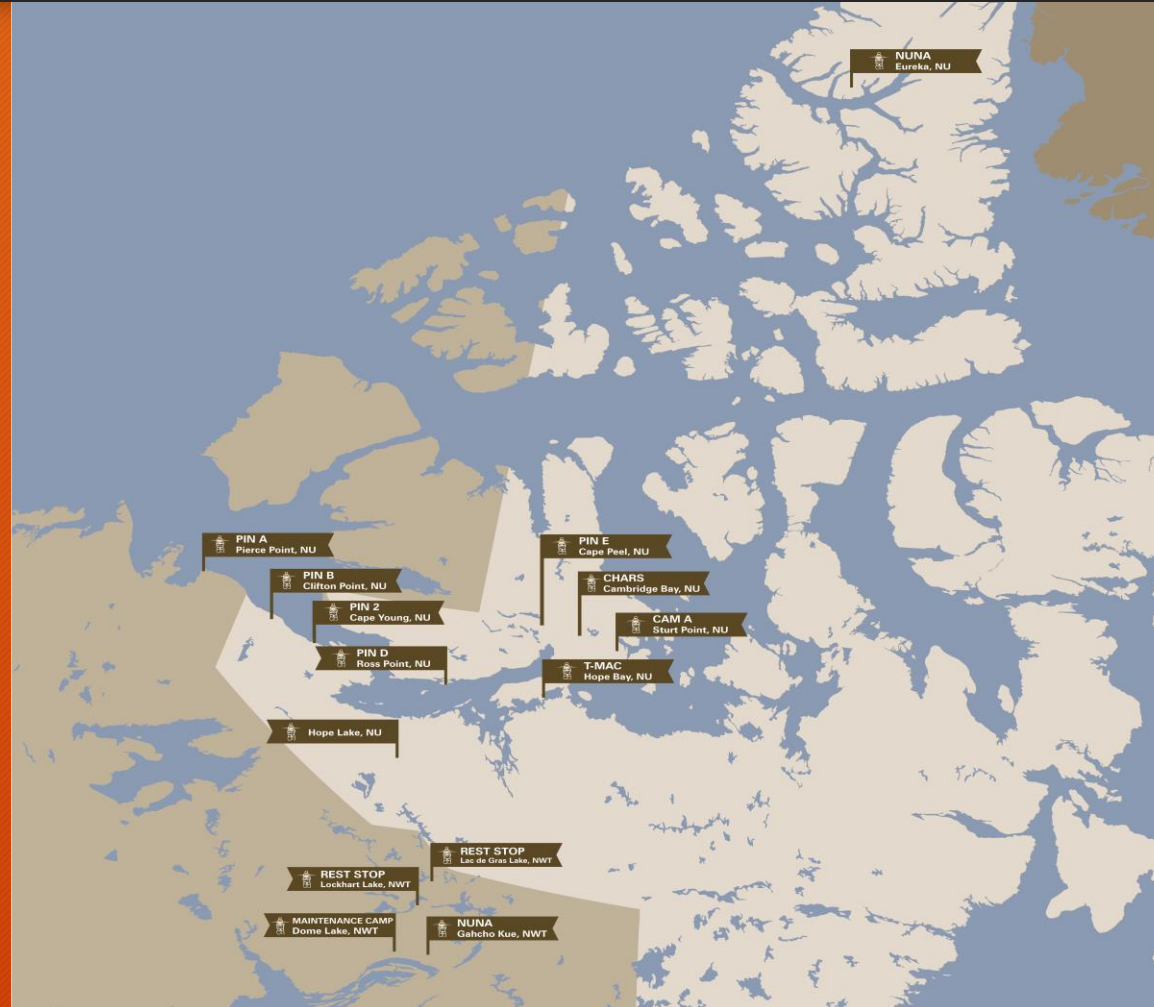 NUNA
Eureka, NU
PIN A
Pierce Point, NU
PIN E
Cape Peel, NU
PIN B
Clifton Point, NU
CHARS
Cambridge Bay, NU
PIN 2
Cape Young, NU
CAM A
Sturt Point, NU
PIN D
Ross Point, NU
T-MAC
Hope Bay, NU
Hope Lake, NU
REST STOP
Lac de Gras Lake, NWT
REST STOP
Lockhart Lake, NWT
MAINTENANCE CAMP
Dome Lake, NWT
NUNA
Gahcho Kue, NWT